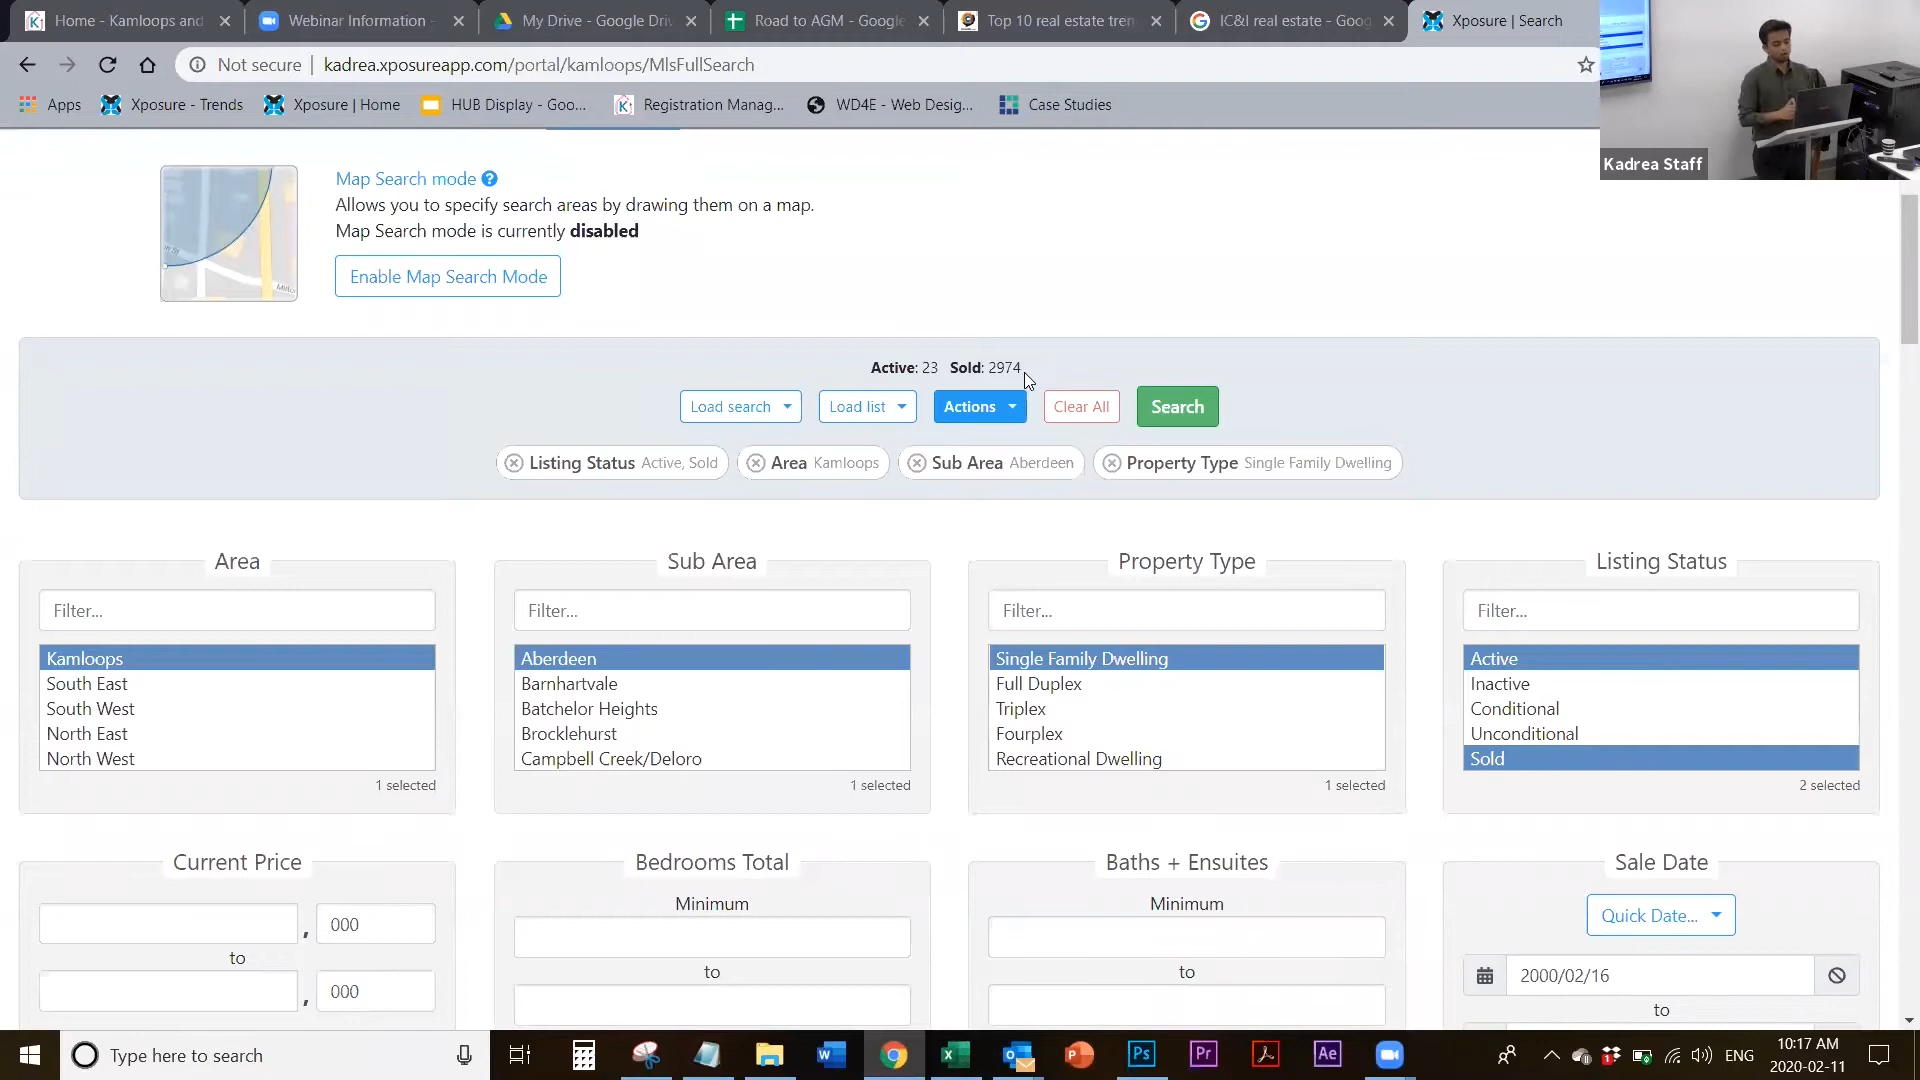 Home - Kamloops and
Webinar Information -
My Drive - Google Driv
Road to AGM - Google
Top 10 real estate tren
IC&I real estate - Goog
Xposure | Search
Not secure | kadrea.xposureapp.com/portal/kamloops/MlsFullSearch
Apps
Xposure - Trends
Xposure | Home
HUB Display - Goo...
Registration Manag...
WD4E - Web Desig...
Case Studies
Kadrea Staff
Map Search mode
Allows you to specify search areas by drawing them on a map.
Map Search mode is currently disabled
Enable Map Search Mode
Active: 23 Sold: 2974
Load search
Load list
Actions
Clear All
Search
Listing Status Active, Sold
Area Kamloops
Sub Area Aberdeen
Property Type Single Family Dwelling
Area
Filter...
Kamloops
South East
South West
North East
North West
1 selected
Sub Area
Filter...
Aberdeen
Barnhartvale
Batchelor Heights
Brocklehurst
Campbell Creek/Deloro
1 selected
Property Type
Filter...
Single Family Dwelling
Full Duplex
Triplex
Fourplex
Recreational Dwelling
1 selected
Listing Status
Filter...
Active
Inactive
Conditional
Unconditional
Sold
2 selected
Current Price
, 000
to
, 000
Bedrooms Total
Minimum
to
Baths + Ensuites
Minimum
to
Sale Date
Quick Date...
2000/02/16
to
Type here to search
ENG
10:17 AM
2020-02-11